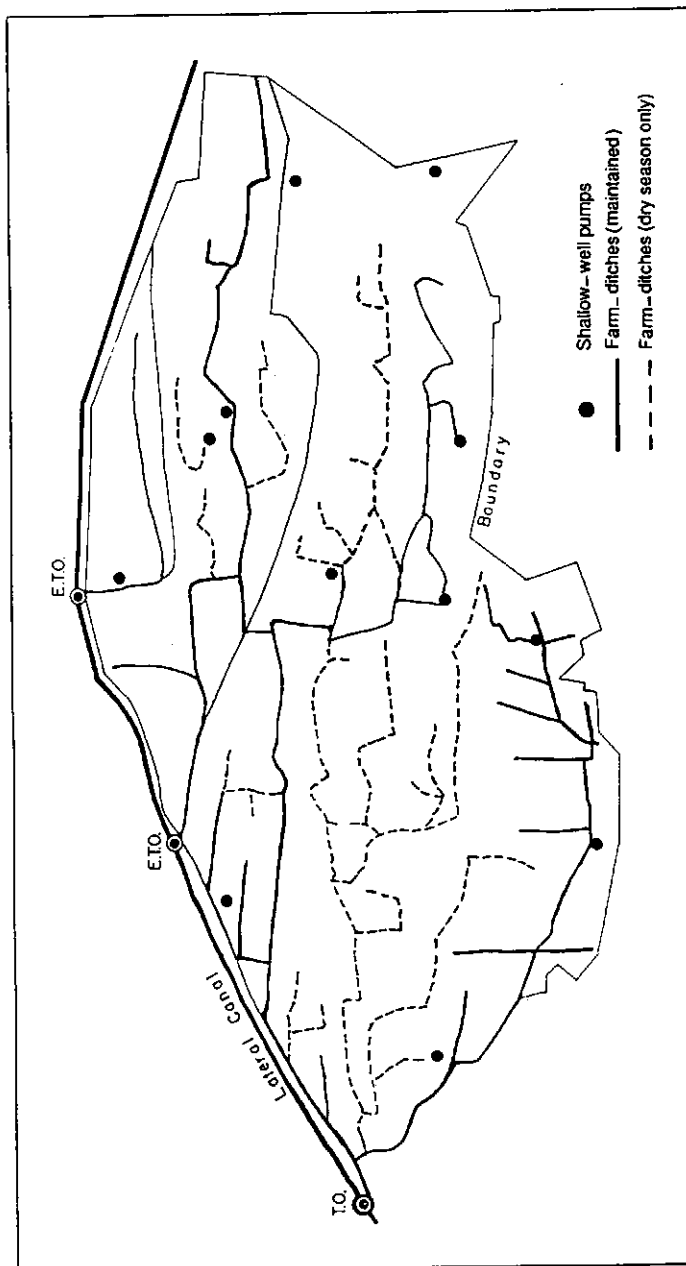 E.T.O.
E.T.O.
Lateral Canal
T.O.
Boundary
Shallow-well pumps
Farm-ditches (maintained)
Farm-ditches (dry season only)